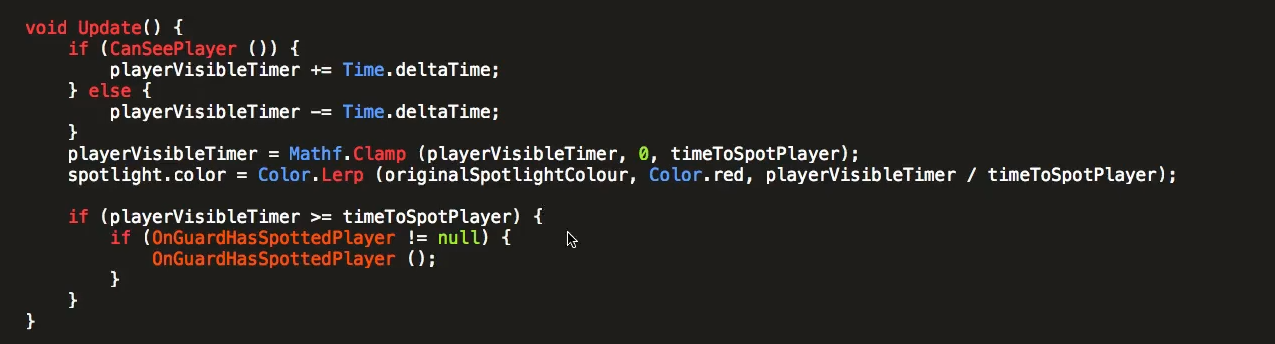 void Update() {
    if (CanSeePlayer ()) {
        playerVisibleTimer += Time.deltaTime;
    } else {
        playerVisibleTimer -= Time.deltaTime;
    }
    playerVisibleTimer = Mathf.Clamp (playerVisibleTimer, 0, timeToSpotPlayer);
    spotlight.color = Color.Lerp (originalSpotlightColour, Color.red, playerVisibleTimer / timeToSpotPlayer);

    if (playerVisibleTimer >= timeToSpotPlayer) {
        if (OnGuardHasSpottedPlayer != null) {
            OnGuardHasSpottedPlayer ();
        }
    }
}